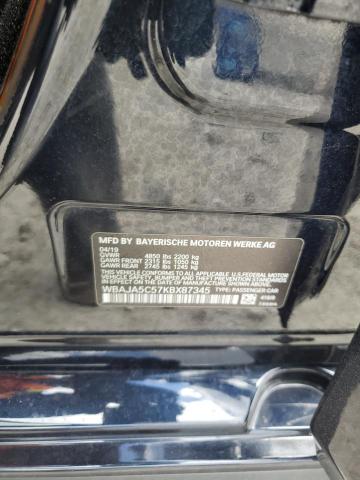 MFD BY BAYERISCHE MOTOREN WERKE AG
04/19
GVWR 4850 lbs 2200 kg
GAWR FRONT 2315 lbs 1050 kg
GAWR REAR 2745 lbs 1245 kg
THIS VEHICLE CONFORMS TO ALL APPLICABLE FEDERAL MOTOR VEHICLE
SAFETY, BUMPER, AND THEFT PREVENTION STANDARDS
IN EFFECT ON THE DATE OF MANUFACTURE SHOWN ABOVE.
WBAJA5C57KBX87345 TYPE: PASSENGER CAR